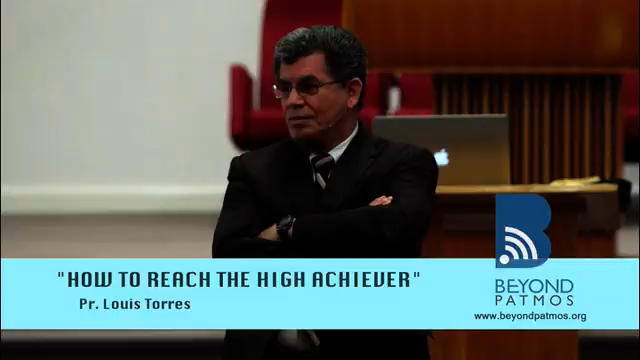 "HOW TO REACH THE HIGH ACHIEVER"
Pr. Louis Torres
BEYOND
PATMOS
www.beyondpatmos.org